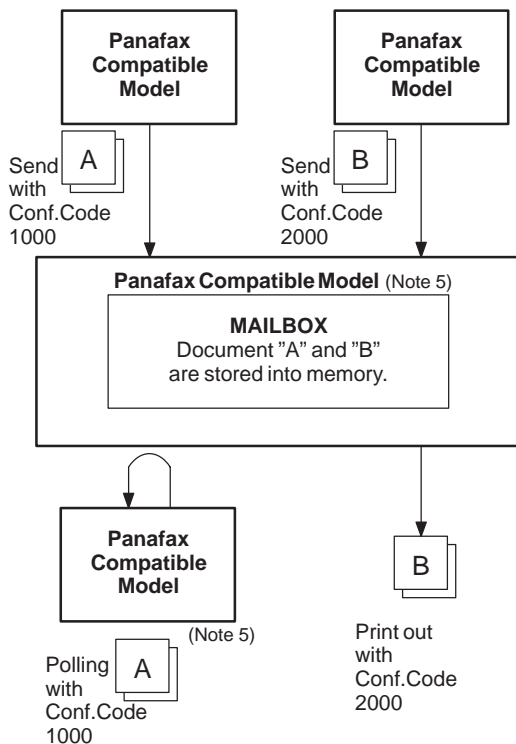 Panafax
Compatible
Model
Panafax
Compatible
Model
Send
with
Conf.Code
1000
A
Send
with
Conf.Code
2000
B
Panafax Compatible Model (Note 5)
MAILBOX
Document ”A” and ”B”
are stored into memory.
Panafax
Compatible
Model
(Note 5)
Polling
with
Conf.Code
1000
A
B
Print out
with
Conf.Code
2000